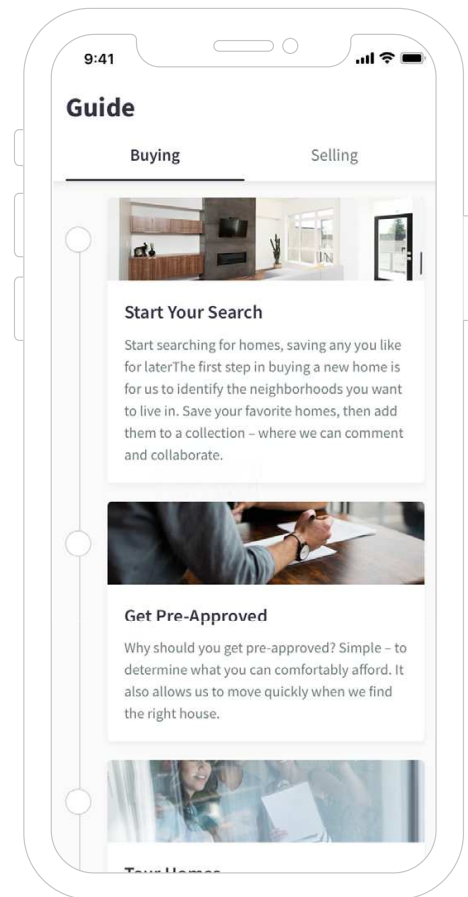 9:41
Guide
Buying
Selling
Start Your Search
Start searching for homes, saving any you like
for laterThe first step in buying a new home is
for us to identify the neighborhoods you want
to live in. Save your favorite homes, then add
them to a collection – where we can comment
and collaborate.
Get Pre-Approved
Why should you get pre-approved? Simple – to
determine what you can comfortably afford. It
also allows us to move quickly when we find
the right house.
Tour Homes